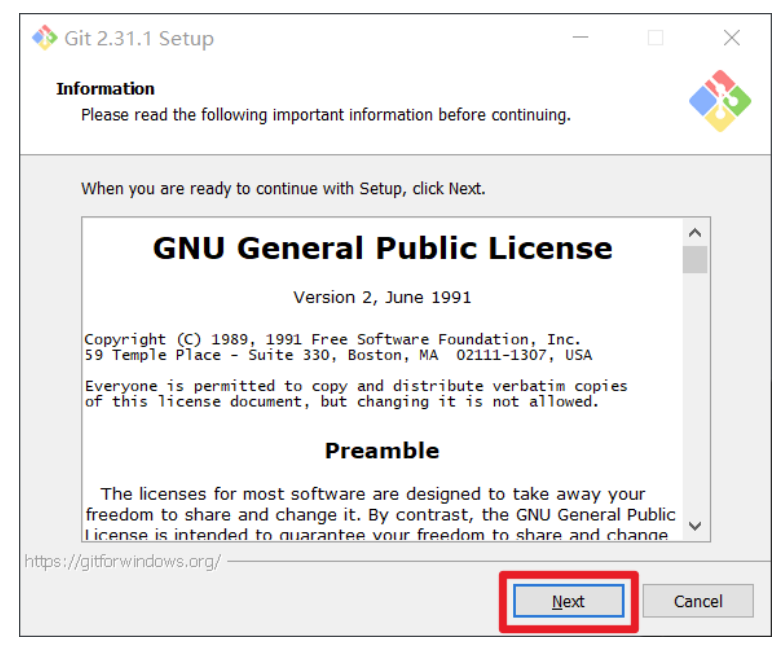 Git 2.31.1 Setup
Information
Please read the following important information before continuing.
When you are ready to continue with Setup, click Next.
GNU General Public License
Version 2, June 1991
Copyright (C) 1989, 1991 Free Software Foundation, Inc.
59 Temple Place - Suite 330, Boston, MA  02111-1307, USA
Everyone is permitted to copy and distribute verbatim copies
of this license document, but changing it is not allowed.
Preamble
The licenses for most software are designed to take away your
freedom to share and change it. By contrast, the GNU General Public
License is intended to guarantee your freedom to share and change
https://gitforwindows.org/
Next
Cancel